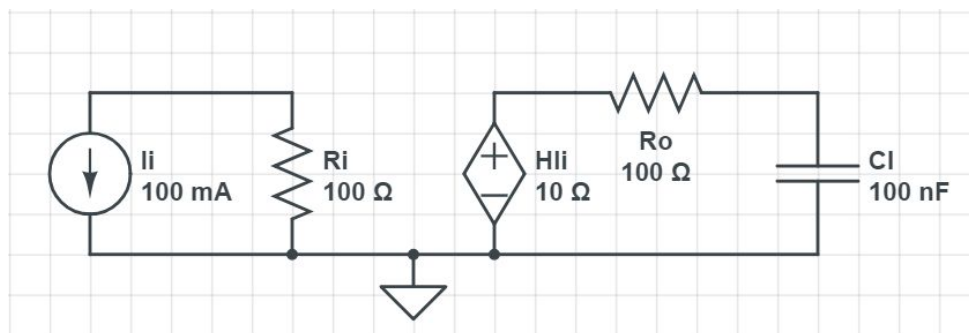 Ii
100 mA
Ri
100 Ω
HIi
10 Ω
Ro
100 Ω
Cl
100 nF